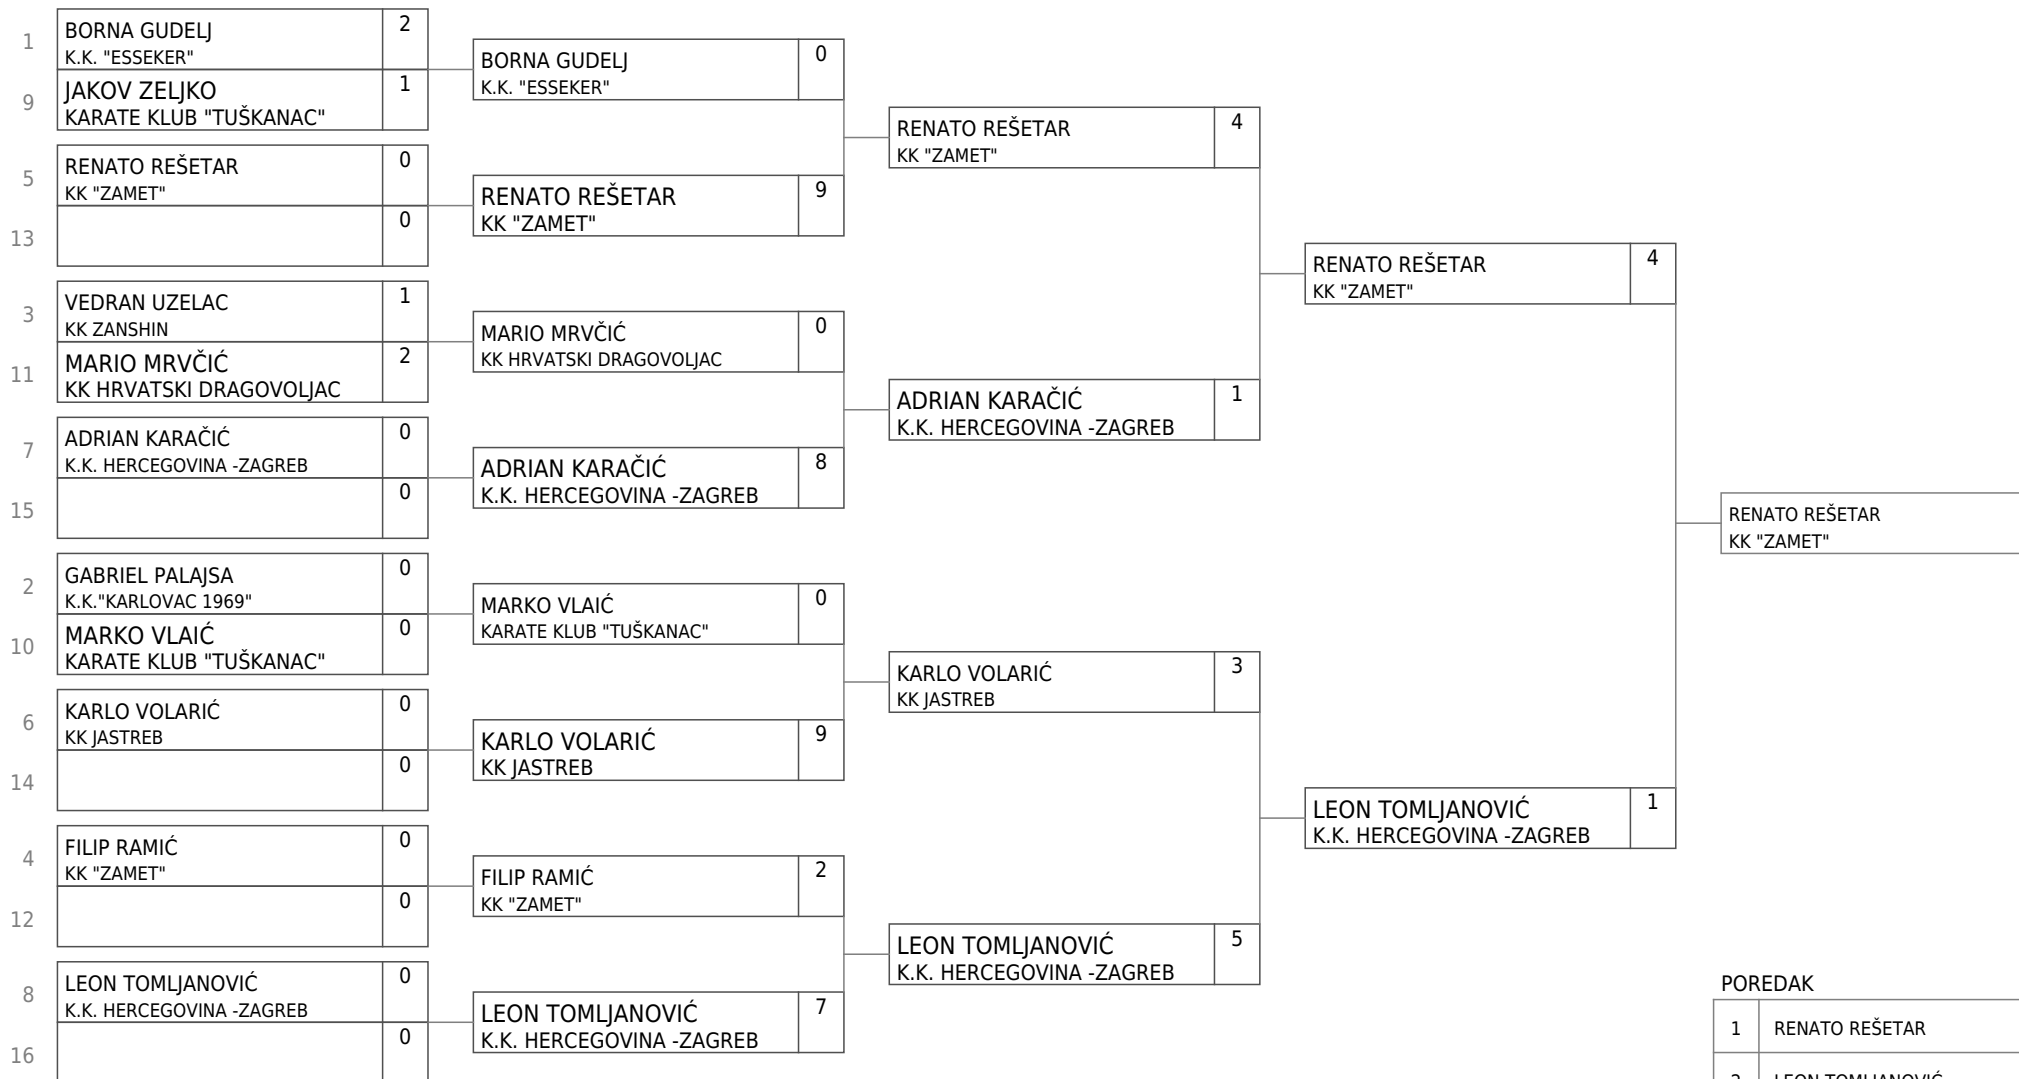 1
BORNA GUDELJ
K.K. "ESSEKER"
2
9
JAKOV ZELJKO
KARATE KLUB "TUŠKANAC"
1
5
RENATO REŠETAR
KK "ZAMET"
0
13
0
3
VEDRAN UZELAC
KK ZANSHIN
1
11
MARIO MRVČIĆ
KK HRVATSKI DRAGOVOLJAC
2
7
ADRIAN KARAČIĆ
K.K. HERCEGOVINA -ZAGREB
0
15
0
2
GABRIEL PALAJSA
K.K."KARLOVAC 1969"
0
10
MARKO VLAIĆ
KARATE KLUB "TUŠKANAC"
0
6
KARLO VOLARIĆ
KK JASTREB
0
14
0
4
FILIP RAMIĆ
KK "ZAMET"
0
12
0
8
LEON TOMLJANOVIĆ
K.K. HERCEGOVINA -ZAGREB
0
16
0
BORNA GUDELJ
K.K. "ESSEKER"
0
RENATO REŠETAR
KK "ZAMET"
9
MARIO MRVČIĆ
KK HRVATSKI DRAGOVOLJAC
0
ADRIAN KARAČIĆ
K.K. HERCEGOVINA -ZAGREB
8
MARKO VLAIĆ
KARATE KLUB "TUŠKANAC"
0
KARLO VOLARIĆ
KK JASTREB
9
FILIP RAMIĆ
KK "ZAMET"
2
LEON TOMLJANOVIĆ
K.K. HERCEGOVINA -ZAGREB
7
RENATO REŠETAR
KK "ZAMET"
4
ADRIAN KARAČIĆ
K.K. HERCEGOVINA -ZAGREB
1
KARLO VOLARIĆ
KK JASTREB
3
LEON TOMLJANOVIĆ
K.K. HERCEGOVINA -ZAGREB
5
RENATO REŠETAR
KK "ZAMET"
4
LEON TOMLJANOVIĆ
K.K. HERCEGOVINA -ZAGREB
1
RENATO REŠETAR
KK "ZAMET"
POREDAK
1 RENATO REŠETAR
2 LEON TOMLJANOVIĆ